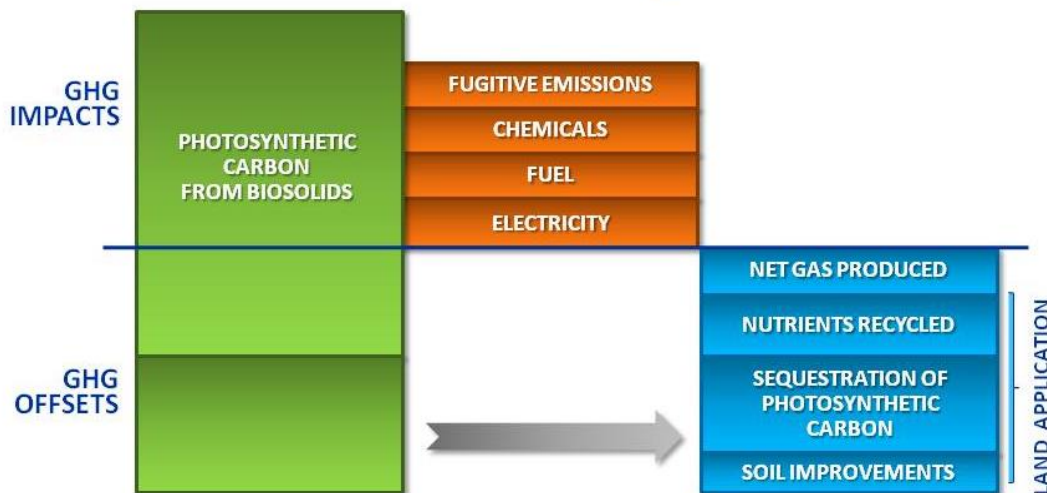 GHG
IMPACTS
PHOTOSYNTHETIC
CARBON
FROM BIOSOLIDS
FUGITIVE EMISSIONS
CHEMICALS
FUEL
ELECTRICITY
GHG
OFFSETS
NET GAS PRODUCED
NUTRIENTS RECYCLED
SEQUESTRATION OF
PHOTOSYNTHETIC
CARBON
SOIL IMPROVEMENTS
LAND APPLICATION